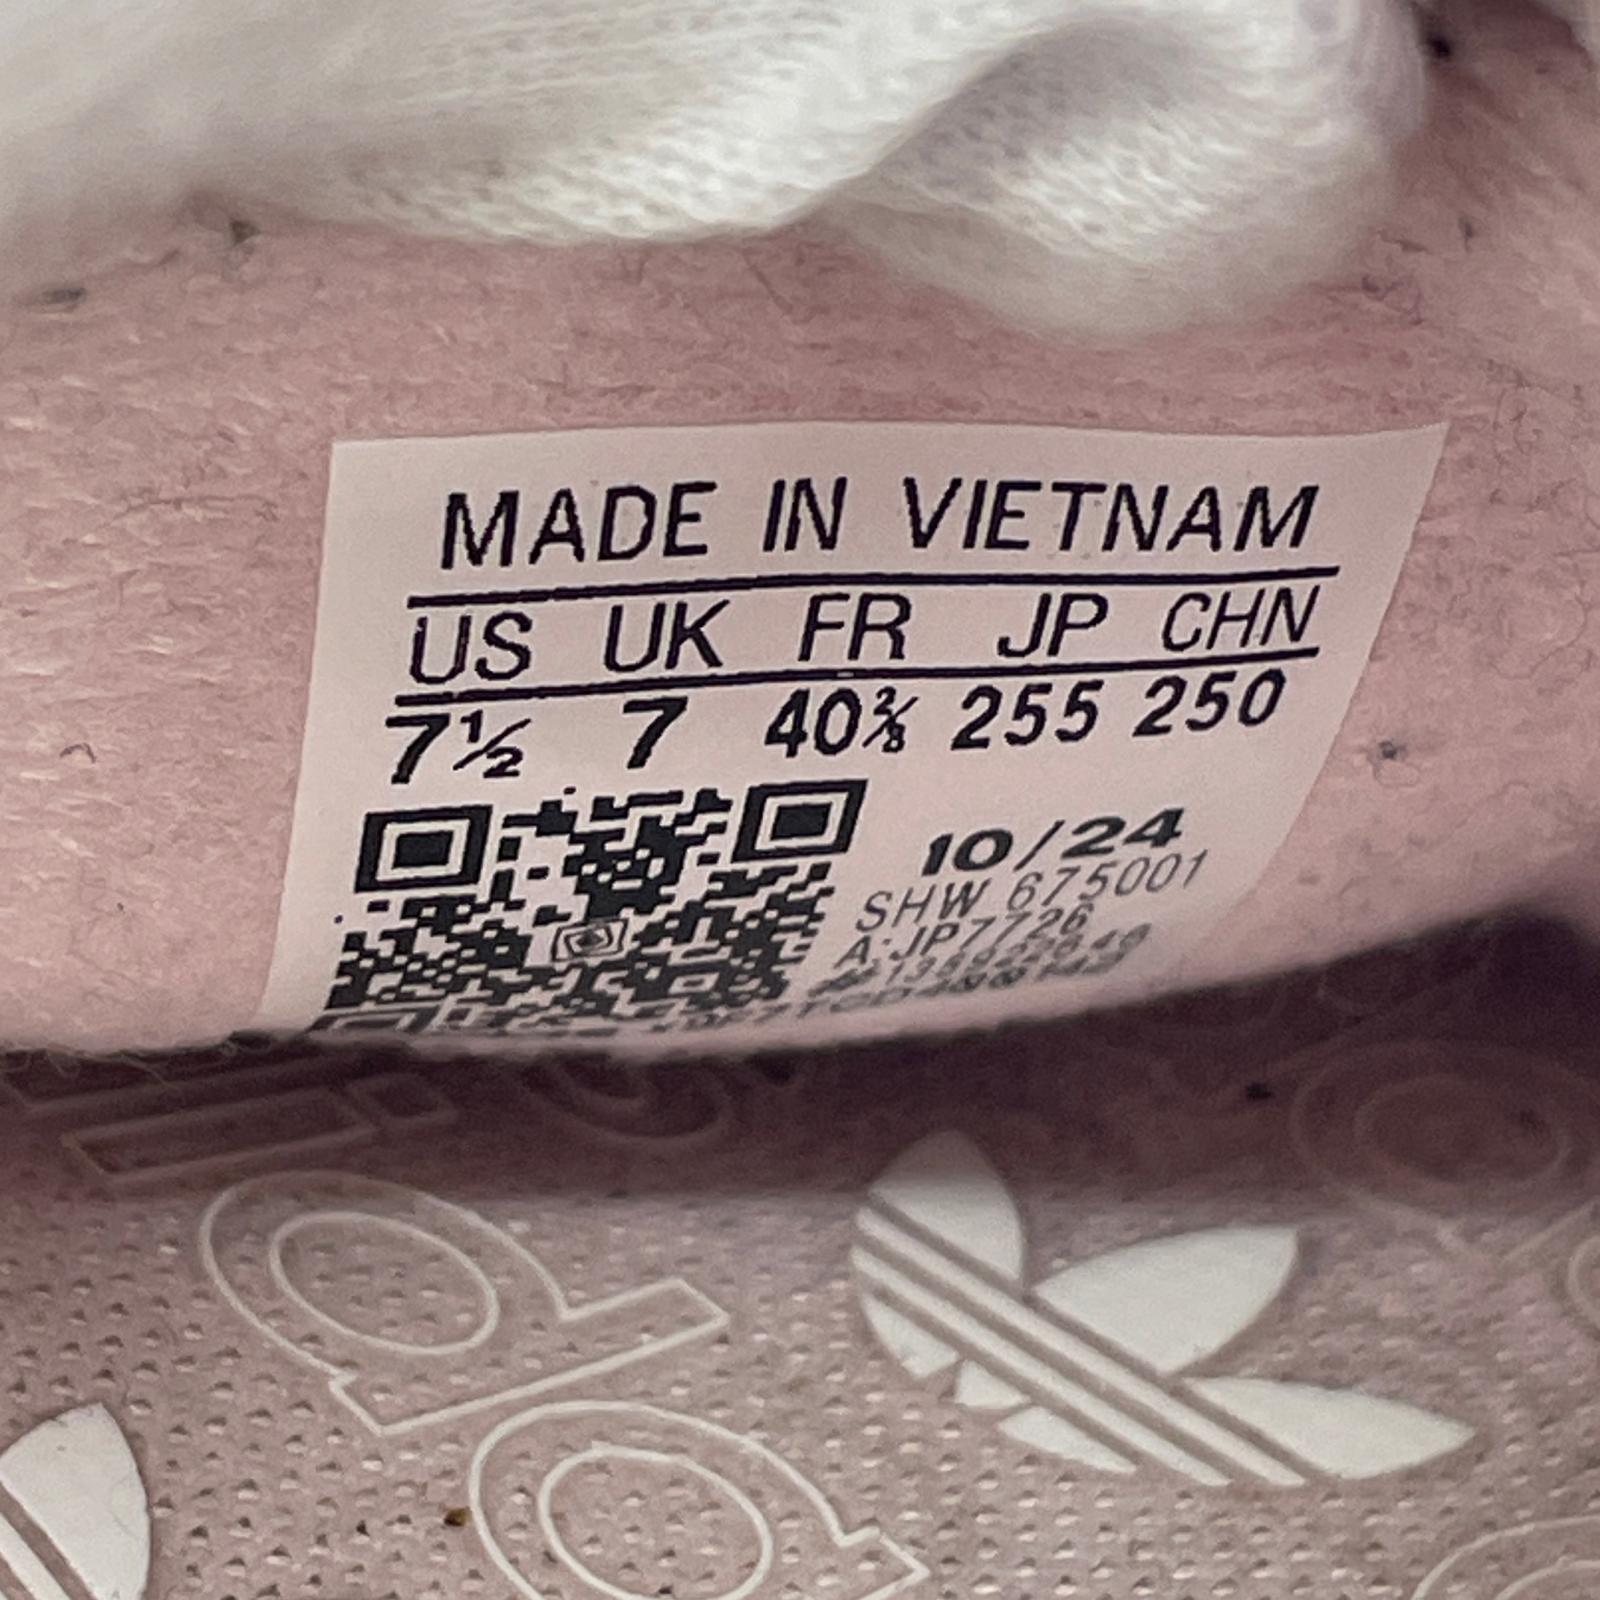 MADE IN VIETNAM
US UK FR JP CHN
7½ 7 40⅔ 255 250
10/24
SHW 675001
A:JP7726